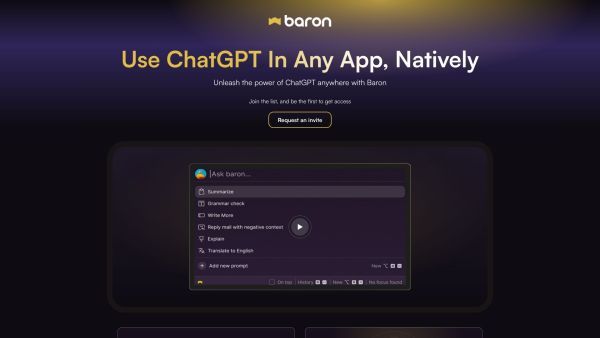 baron
Use ChatGPT In Any App, Natively
Unleash the power of ChatGPT anywhere with Baron
Join the list, and be the first to get access
Request an invite
Ask baron...
Summarize
Grammar check
Write More
Reply mail with negative context
Explain
Translate to English
Add new prompt New
On top History New No focus found